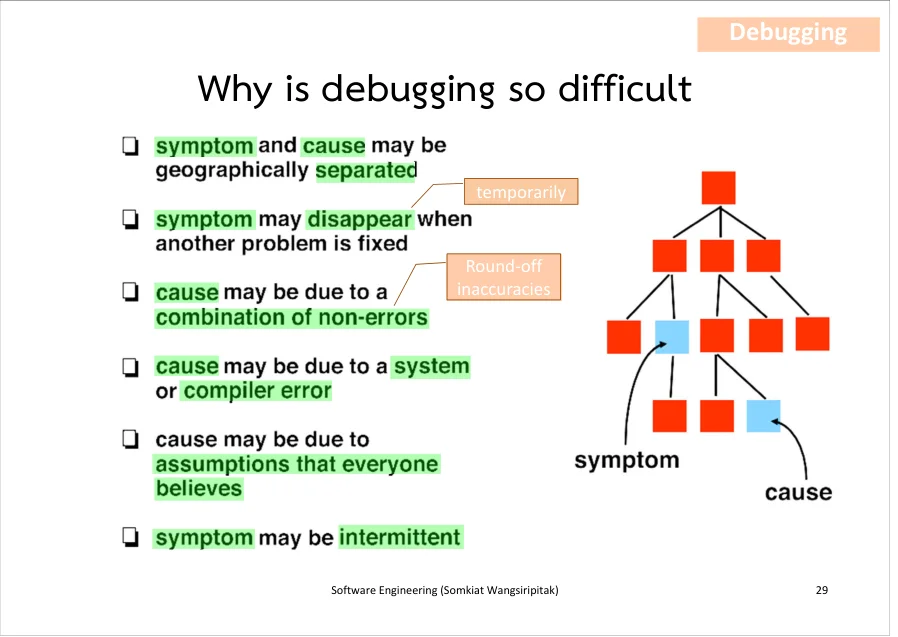 Debugging
Why is debugging so difficult
❑ symptom and cause may be
geographically separated
temporarily
❑ symptom may disappear when
another problem is fixed
Round-off
inaccuracies
❑ cause may be due to a
combination of non-errors
❑ cause may be due to a system
or compiler error
❑ cause may be due to
assumptions that everyone
believes
❑ symptom may be intermittent
symptom
cause
Software Engineering (Somkiat Wangsiripitak)
29